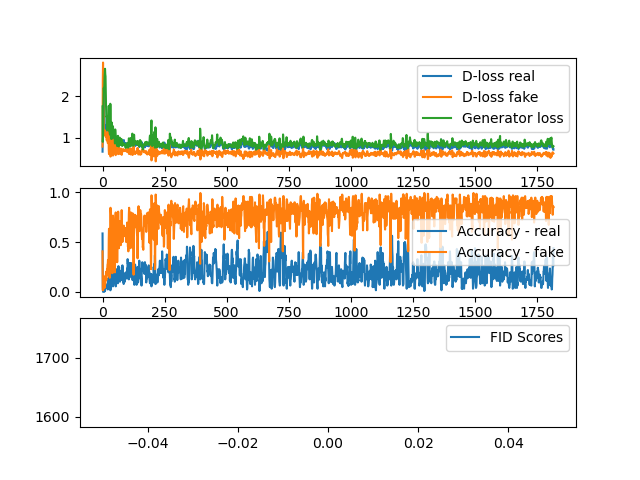 D-loss real
D-loss fake
Generator loss
2
1
0 250 500 750 1000 1250 1500 1750
Accuracy - real
Accuracy - fake
1.0
0.5
0.0
0 250 500 750 1000 1250 1500 1750
FID Scores
1700
1600
−0.04 −0.02 0.00 0.02 0.04